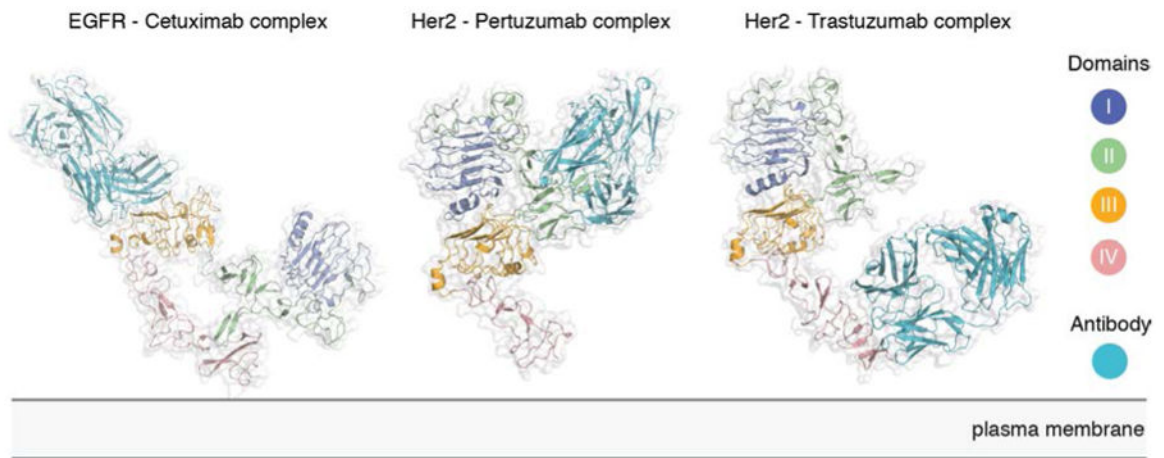 EGFR - Cetuximab complex
Her2 - Pertuzumab complex
Her2 - Trastuzumab complex
Domains
I
II
III
IV
Antibody
plasma membrane